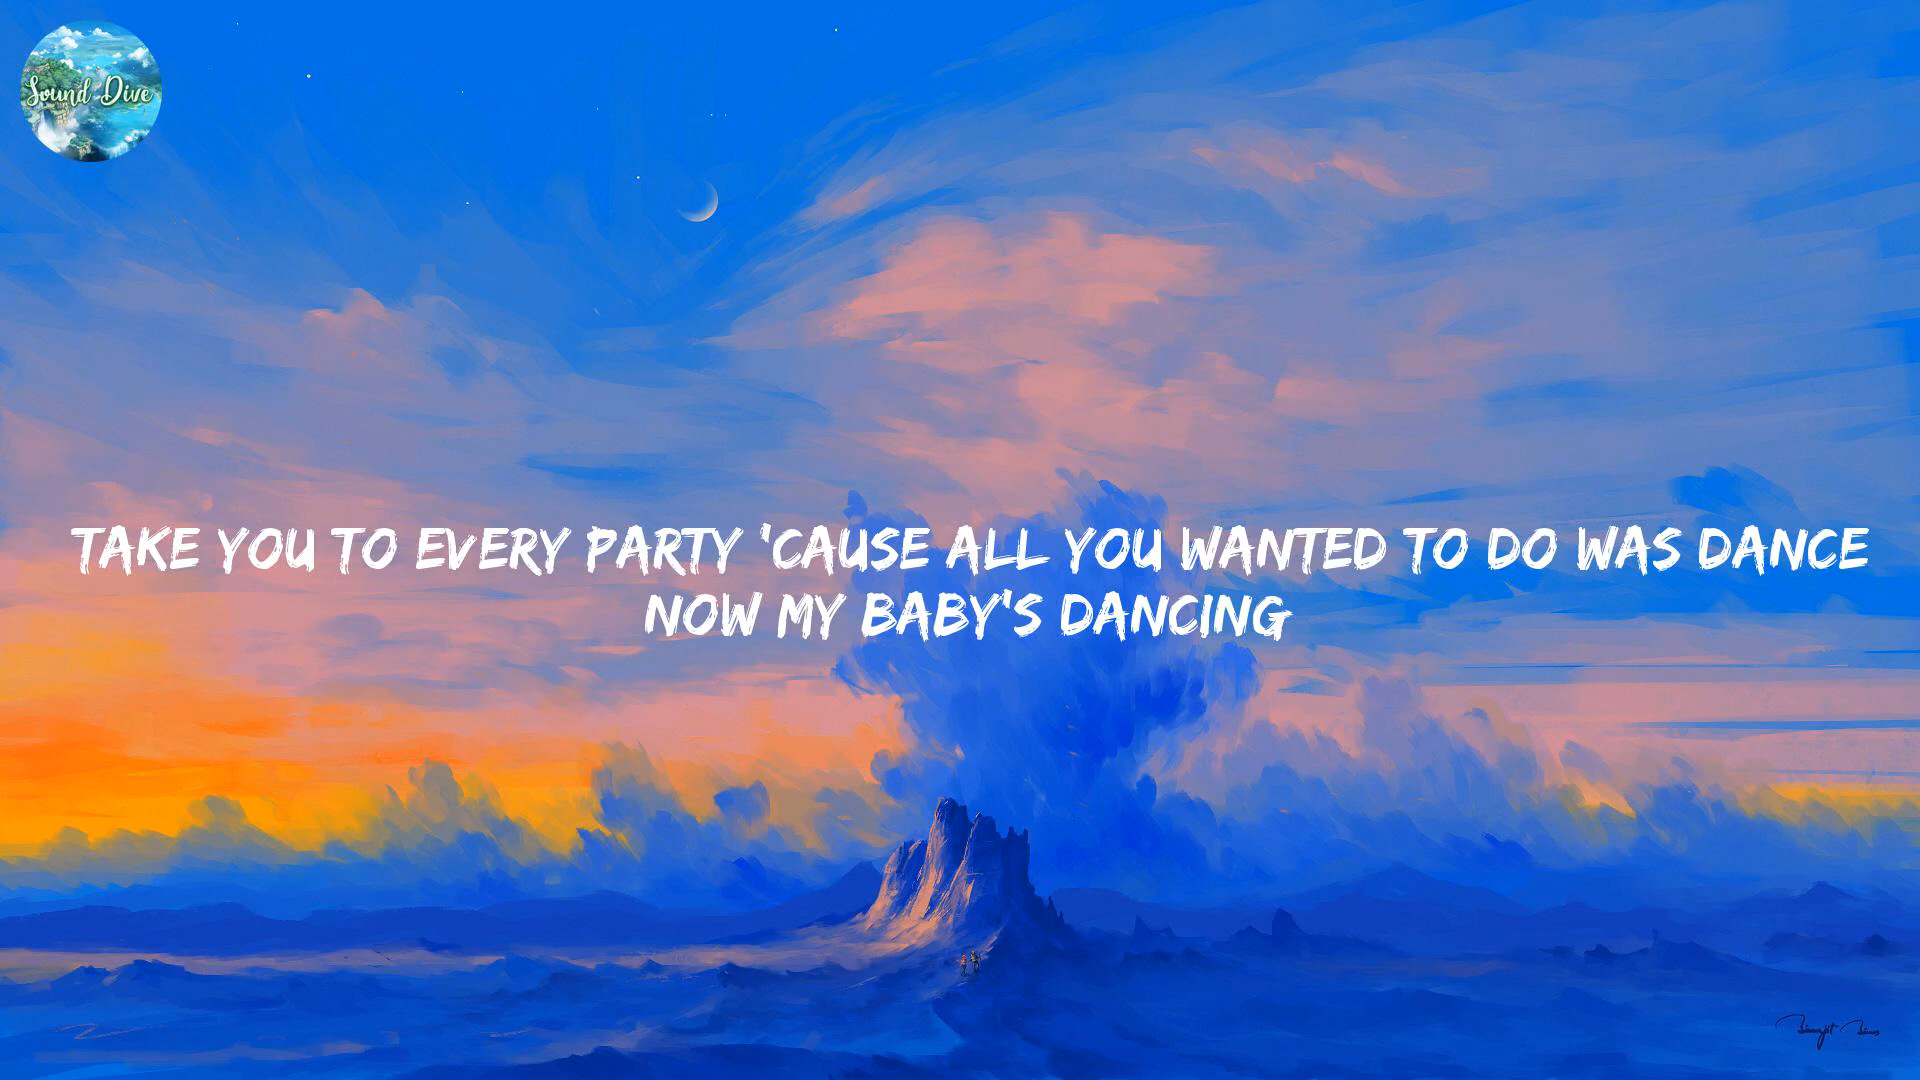 Sound Dive
TAKE YOU TO EVERY PARTY 'CAUSE ALL YOU WANTED TO DO WAS DANCE
NOW MY BABY'S DANCING